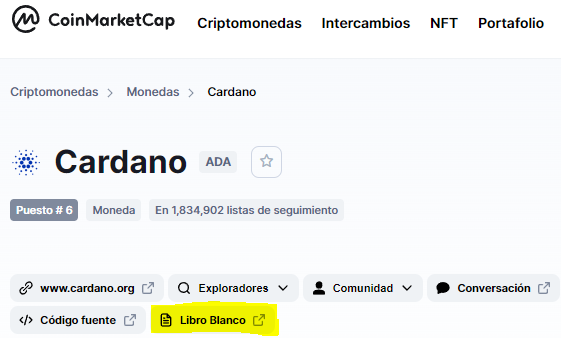 CoinMarketCap Criptomonedas Intercambios NFT Portafolio
Criptomonedas Monedas Cardano
Cardano ADA
Puesto # 6 Moneda En 1,834,902 listas de seguimiento
www.cardano.org Exploradores Comunidad Conversación
Código fuente Libro Blanco